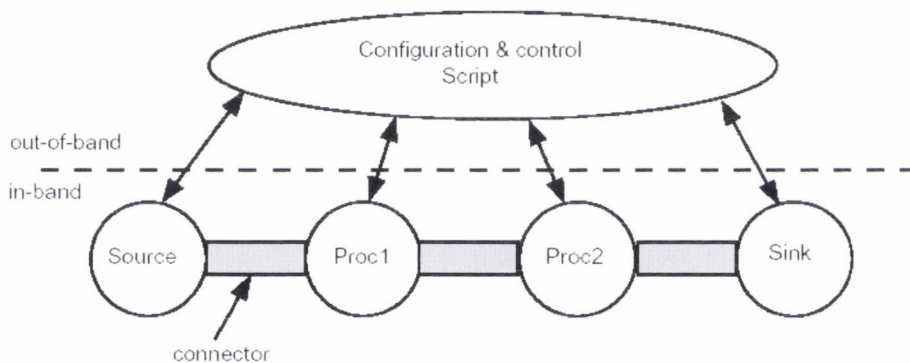 Configuration & control
Script
out-of-band
in-band
Source
Proc1
Proc2
Sink
connector